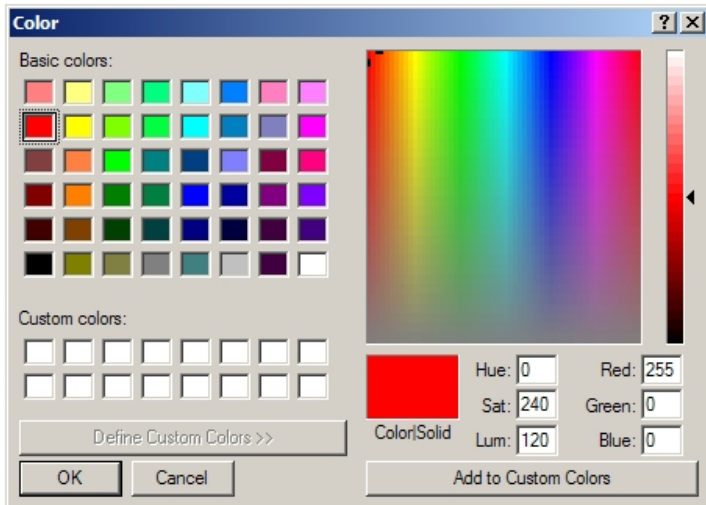 Color
Basic colors:
Custom colors:
Define Custom Colors >>
OK Cancel
Color|Solid
Hue: 0 Red: 255
Sat: 240 Green: 0
Lum: 120 Blue: 0
Add to Custom Colors